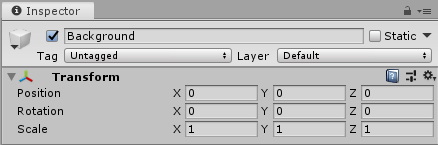 Inspector
Background Static
Tag Untagged Layer Default
Transform
Position X 0 Y 0 Z 0
Rotation X 0 Y 0 Z 0
Scale X 1 Y 1 Z 1